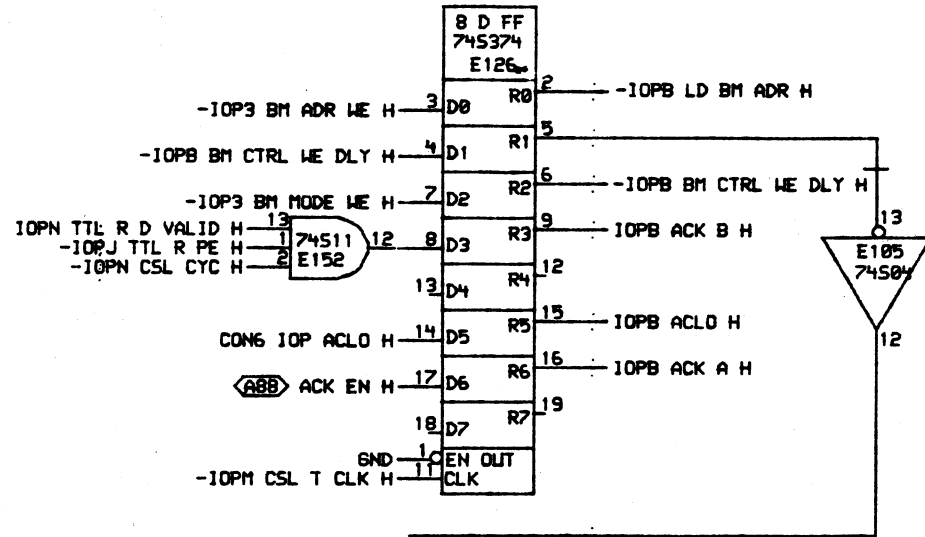 8 D FF
74S374
E126
-IOP3 BM ADR WE H 3 D0 R0 2 -IOPB LD BM ADR H
-IOPB BM CTRL WE DLY H 4 D1 R1 5
-IOP3 BM MODE WE H 7 D2 R2 6 -IOPB BM CTRL WE DLY H
IOPN TTL R D VALID H 13
-IOPJ TTL R PE H 1 74S11 12 8 D3 R3 9 IOPB ACK B H
-IOPN CSL CYC H 2 E152
13 D4 R4 12
CON6 IOP ACLO H 14 D5 R5 15 IOPB ACLO H
A88 ACK EN H 17 D6 R6 16 IOPB ACK A H
18 D7 R7 19
GND 1 EN OUT
-IOPM CSL T CLK H 11 CLK
13
E105
74S04
12